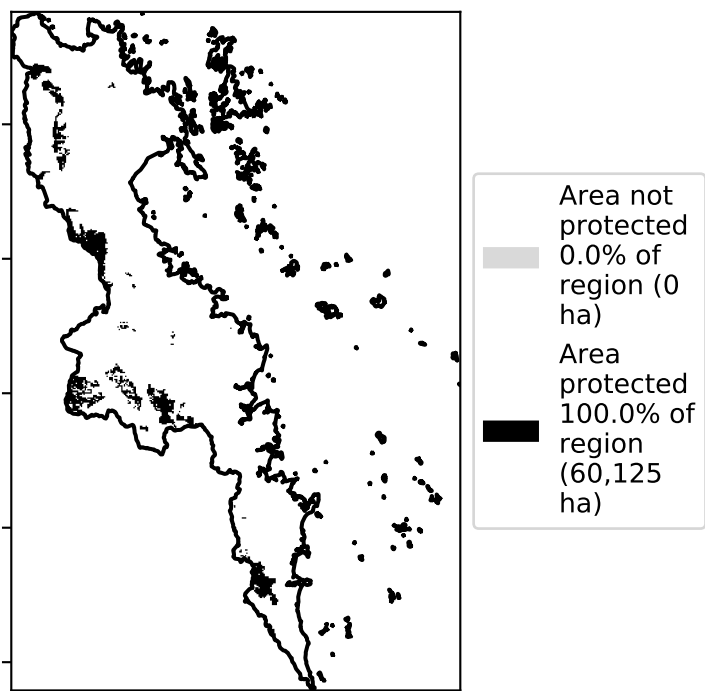 Area not
protected
0.0% of
region (0
ha)
Area
protected
100.0% of
region
(60,125
ha)